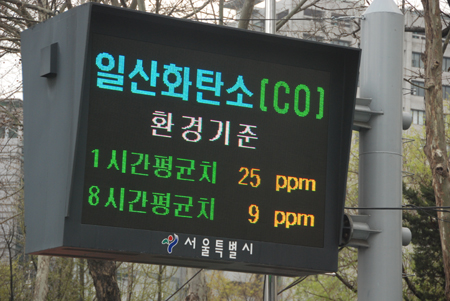 일산화탄소[CO]
환경기준
1시간평균치 25 ppm
8시간평균치 9 ppm
서울특별시